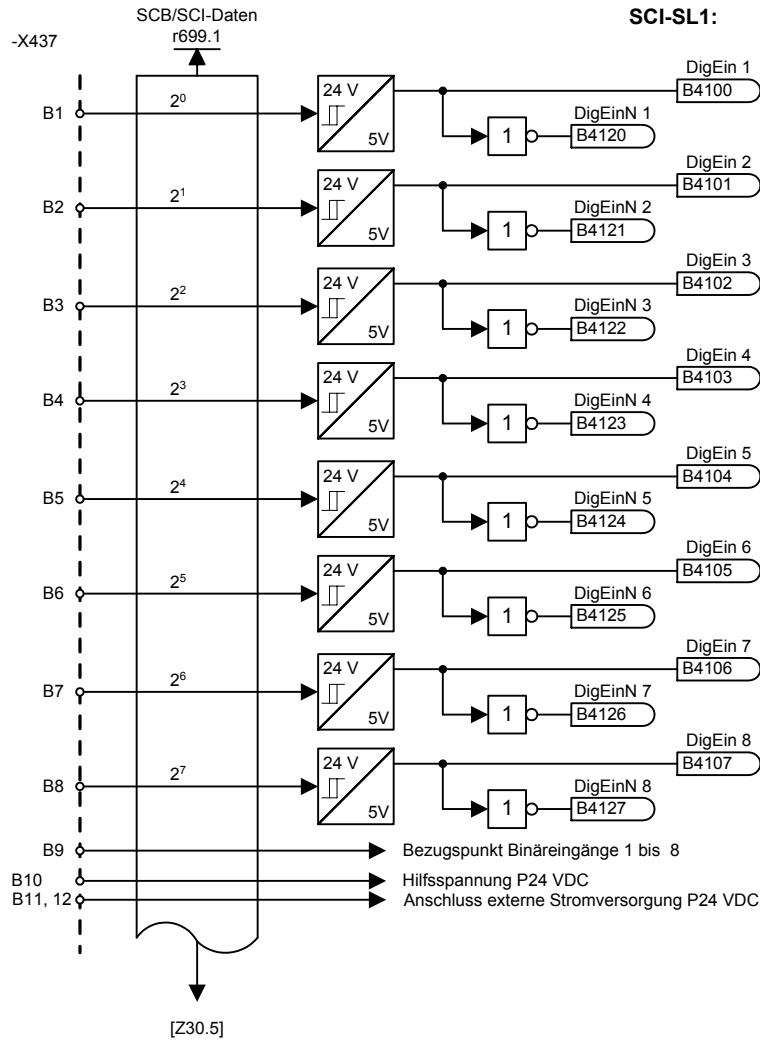 SCB/SCI-Daten
SCI-SL1:
r699.1
-X437
DigEin 1
24 V
B4100
2⁰
DigEinN 1
B1
5V
1
B4120
DigEin 2
24 V
B4101
2¹
DigEinN 2
B2
5V
1
B4121
DigEin 3
24 V
B4102
2²
DigEinN 3
B3
5V
1
B4122
DigEin 4
24 V
B4103
2³
DigEinN 4
B4
5V
1
B4123
DigEin 5
24 V
B4104
2⁴
DigEinN 5
B5
5V
1
B4124
DigEin 6
24 V
B4105
2⁵
DigEinN 6
B6
5V
1
B4125
DigEin 7
24 V
B4106
2⁶
DigEinN 7
B7
5V
1
B4126
DigEin 8
24 V
B4107
2⁷
DigEinN 8
B8
5V
1
B4127
B9 Bezugspunkt Binäreingänge 1 bis 8
B10 Hilfsspannung P24 VDC
B11, 12 Anschluss externe Stromversorgung P24 VDC
[Z30.5]